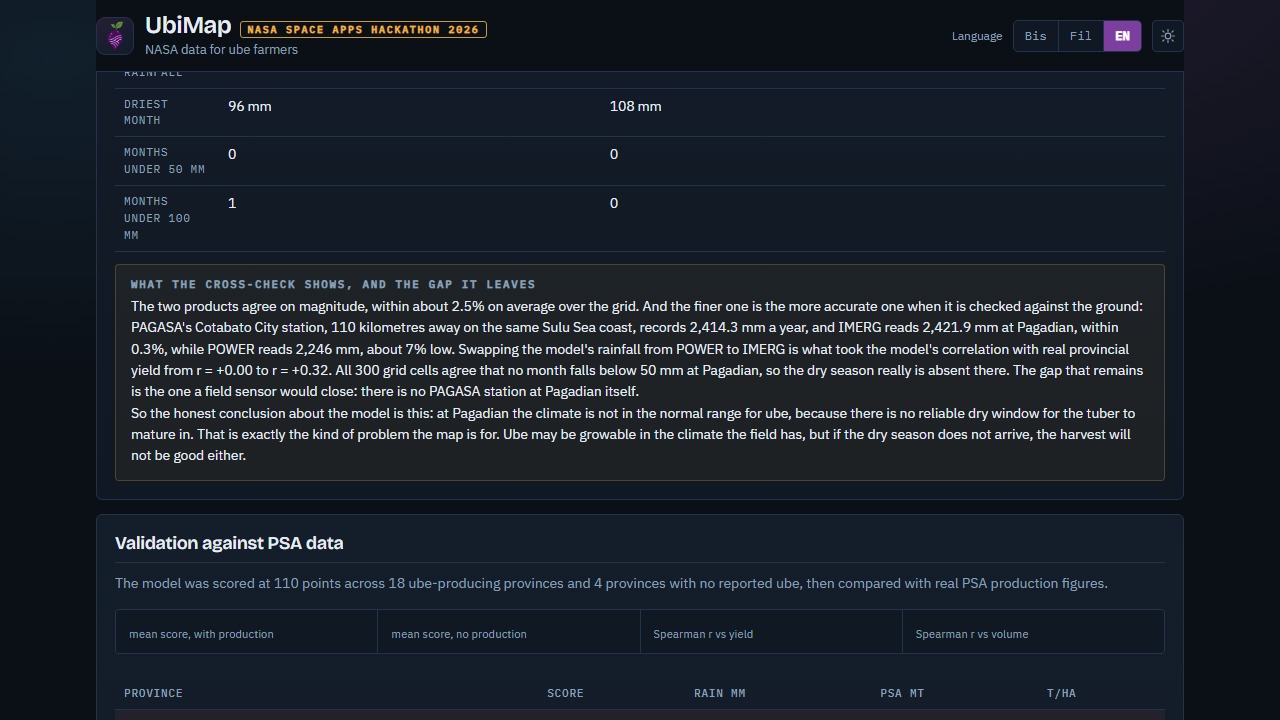 UbiMap NASA SPACE APPS HACKATHON 2026
NASA data for ube farmers
Language Bis Fil EN
RAINFALL
DRIEST MONTH 96 mm 108 mm
MONTHS UNDER 50 MM 0 0
MONTHS UNDER 100 MM 1 0
WHAT THE CROSS-CHECK SHOWS, AND THE GAP IT LEAVES
The two products agree on magnitude, within about 2.5% on average over the grid. And the finer one is the more accurate one when it is checked against the ground:
PAGASA's Cotabato City station, 110 kilometres away on the same Sulu Sea coast, records 2,414.3 mm a year, and IMERG reads 2,421.9 mm at Pagadian, within
0.3%, while POWER reads 2,246 mm, about 7% low. Swapping the model's rainfall from POWER to IMERG is what took the model's correlation with real provincial
yield from r = +0.00 to r = +0.32. All 300 grid cells agree that no month falls below 50 mm at Pagadian, so the dry season really is absent there. The gap that remains
is the one a field sensor would close: there is no PAGASA station at Pagadian itself.
So the honest conclusion about the model is this: at Pagadian the climate is not in the normal range for ube, because there is no reliable dry window for the tuber to
mature in. That is exactly the kind of problem the map is for. Ube may be growable in the climate the field has, but if the dry season does not arrive, the harvest will
not be good either.
Validation against PSA data
The model was scored at 110 points across 18 ube-producing provinces and 4 provinces with no reported ube, then compared with real PSA production figures.
mean score, with production mean score, no production Spearman r vs yield Spearman r vs volume
PROVINCE SCORE RAIN MM PSA MT T/HA